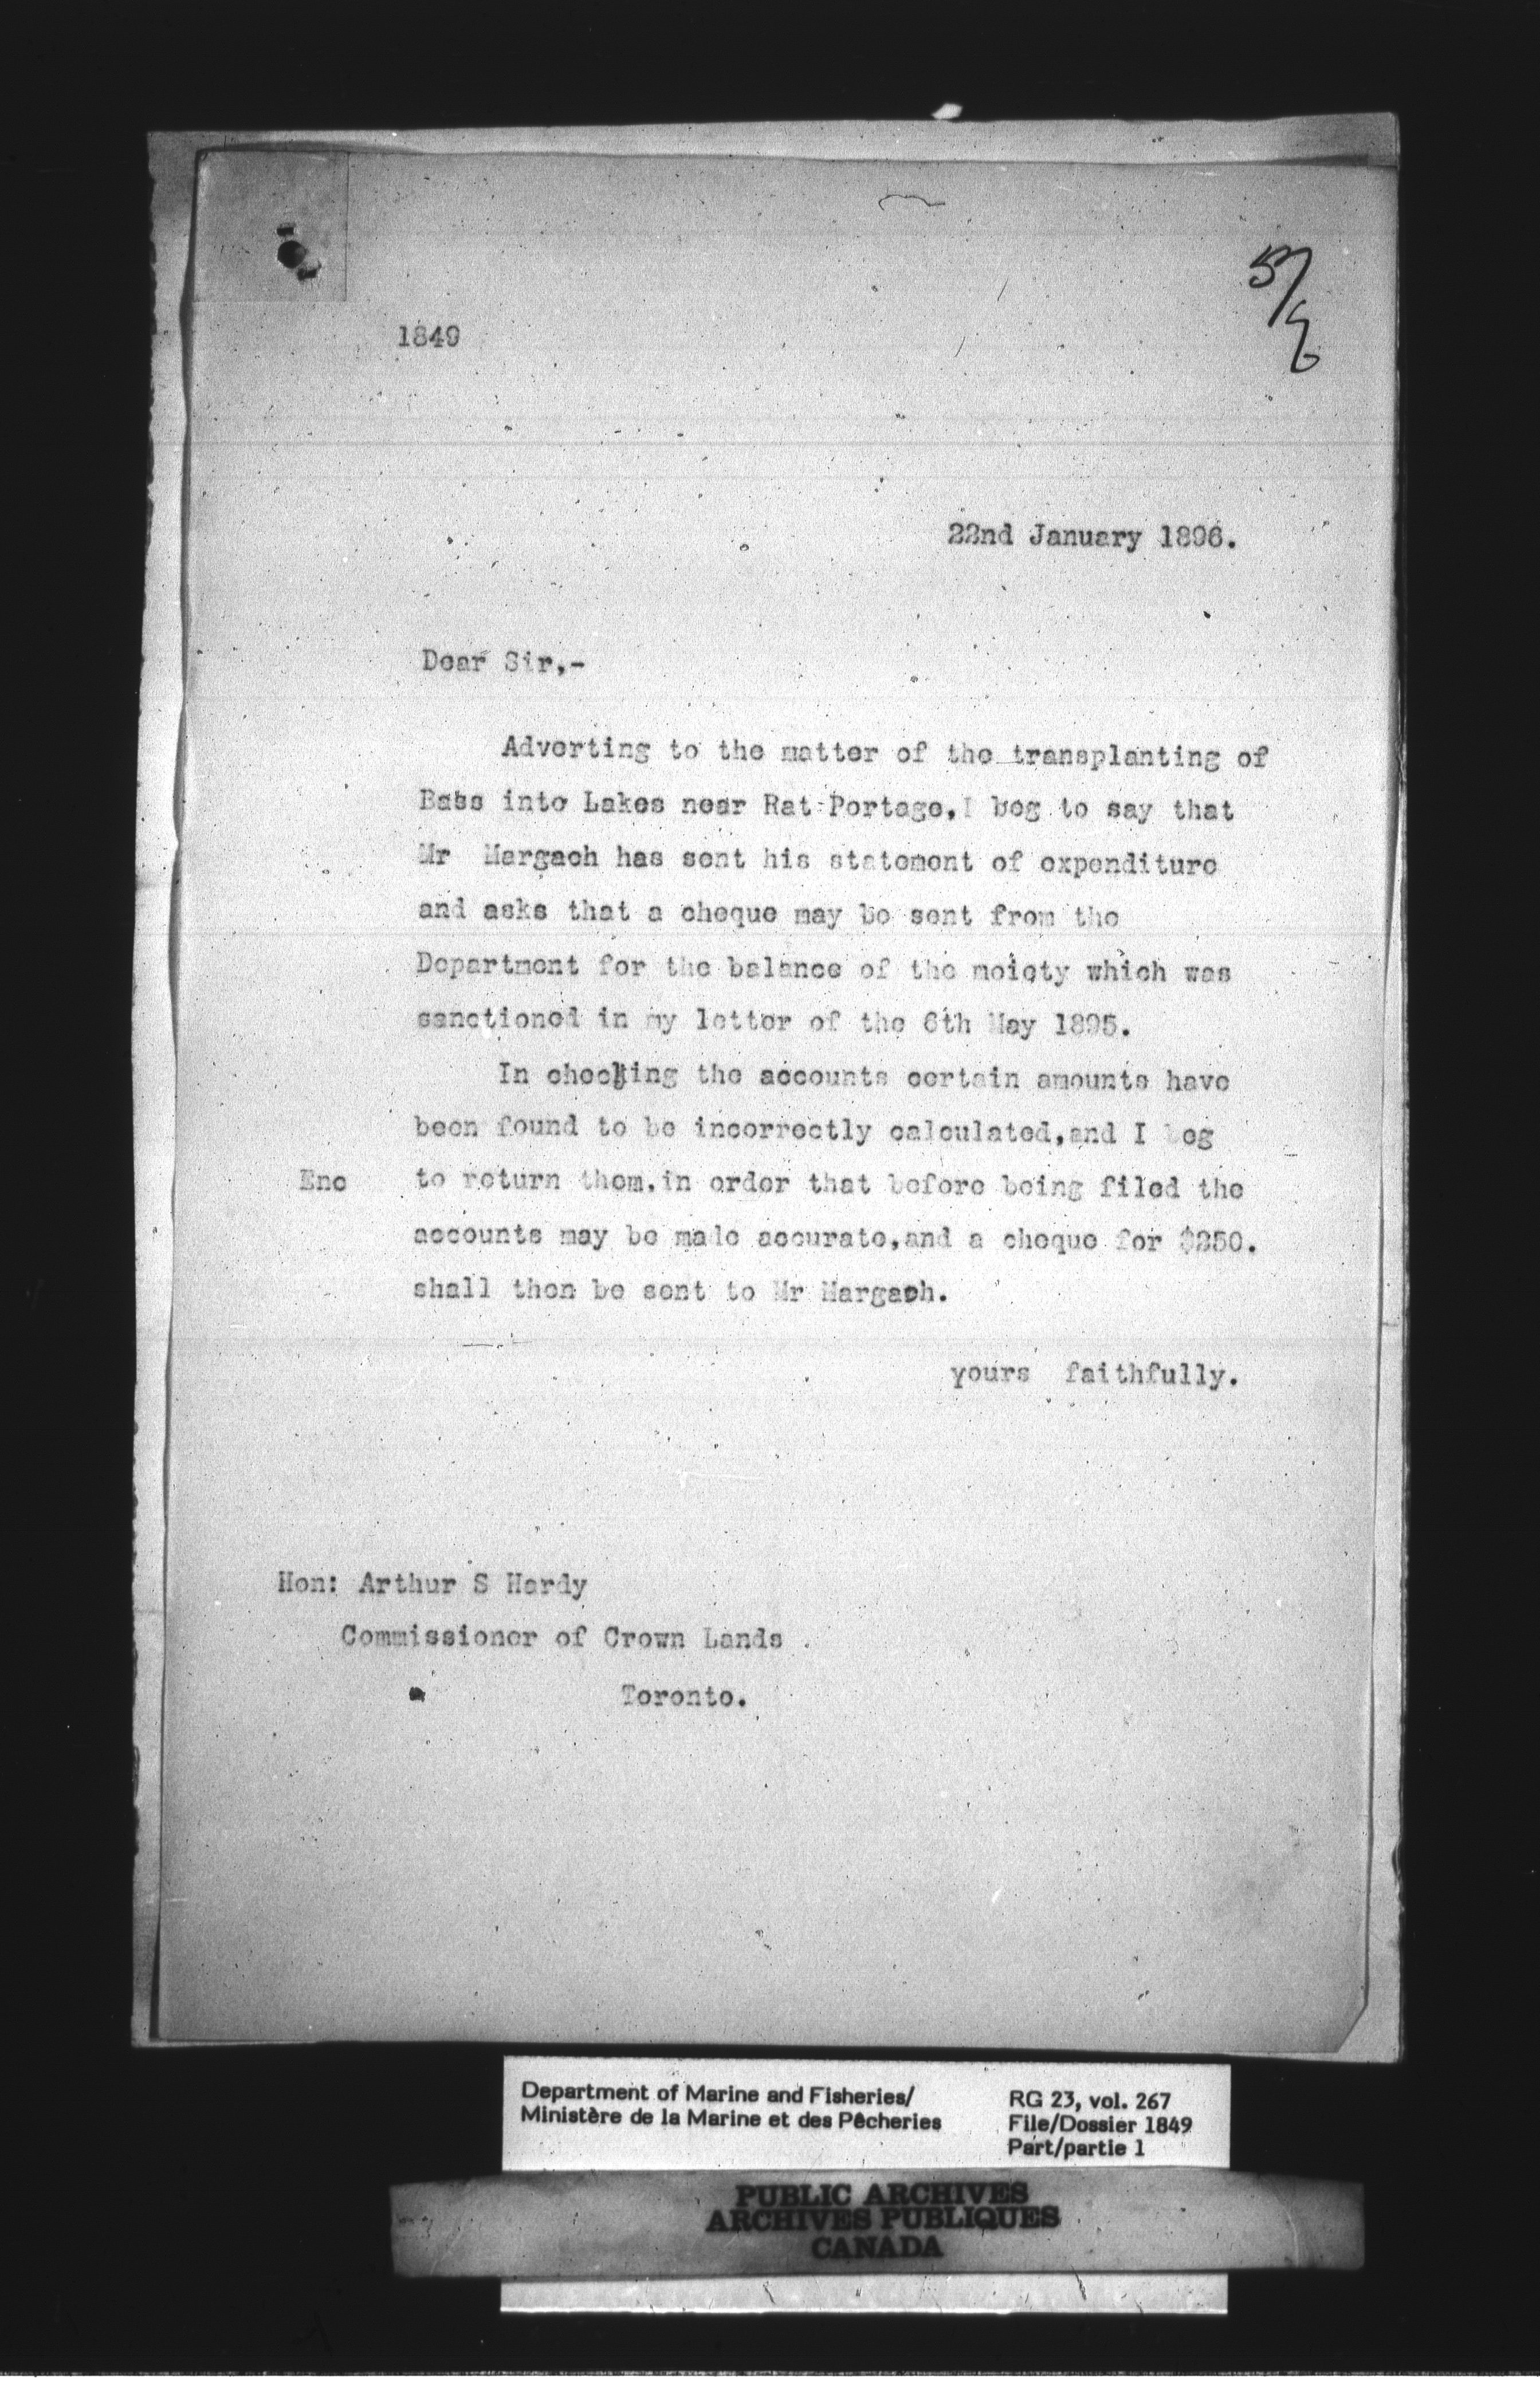 57/6
1849
22nd January 1896.
Dear Sir,-
Adverting to the matter of the transplanting of
Bass into Lakes near Rat Portage, I beg to say that
Mr Margach has sent his statement of expenditure
and asks that a cheque may be sent from the
Department for the balance of the moiety which was
sanctioned in my letter of the 6th May 1895.
In checking the accounts certain amounts have
been found to be incorrectly calculated, and I beg
Enc to return them, in order that before being filed the
accounts may be made accurate, and a cheque for $250.
shall then be sent to Mr Margach.
yours faithfully.
Hon: Arthur S Hardy
Commissioner of Crown Lands
Toronto.
Department of Marine and Fisheries/
Ministère de la Marine et des Pêcheries
RG 23, vol. 267
File/Dossier 1849
Part/partie 1
PUBLIC ARCHIVES
ARCHIVES PUBLIQUES
CANADA